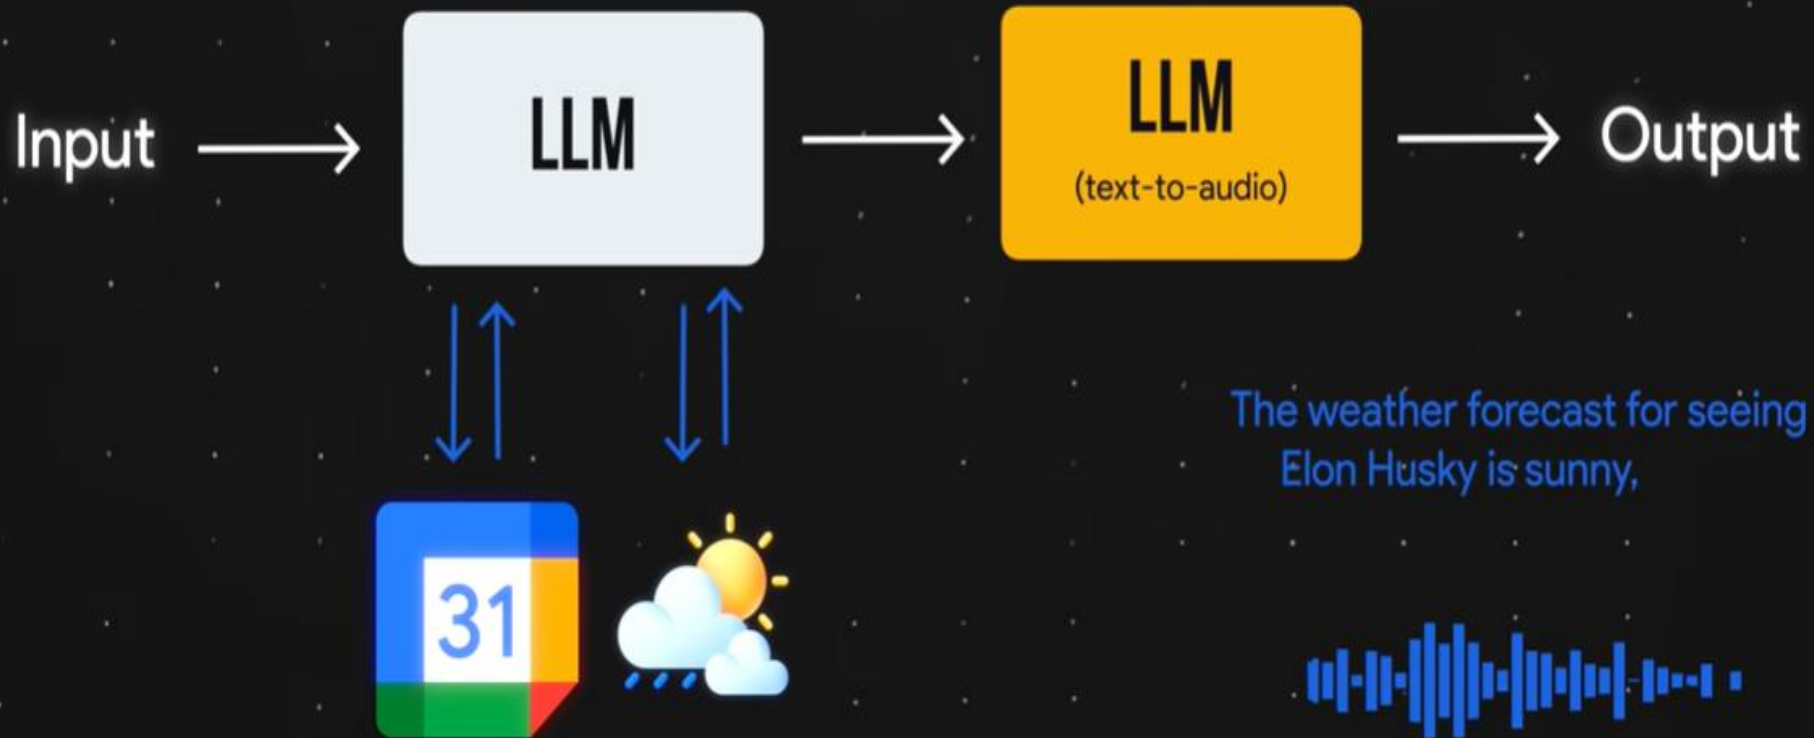 Input
LLM
LLM
(text-to-audio)
Output
The weather forecast for seeing
Elon Husky is sunny,
31